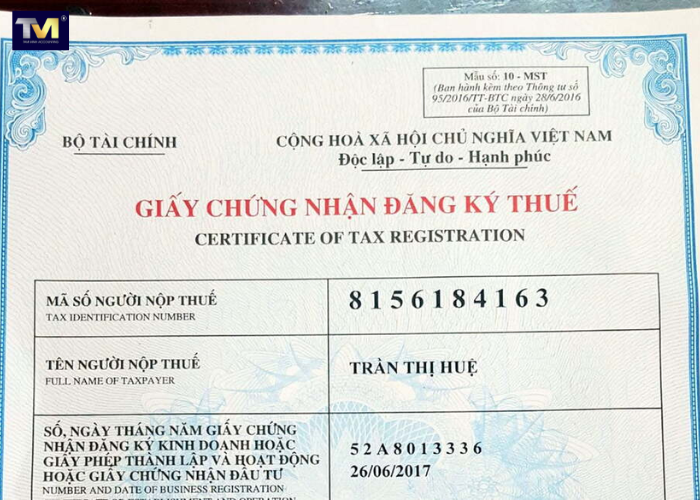 TM
Mẫu số: 10 - MST
(Ban hành kèm theo Thông tư số
95/2016/TT-BTC ngày 28/6/2016
của Bộ Tài chính)
BỘ TÀI CHÍNH
CỘNG HOÀ XÃ HỘI CHỦ NGHĨA VIỆT NAM
Độc lập - Tự do - Hạnh phúc
GIẤY CHỨNG NHẬN ĐĂNG KÝ THUẾ
CERTIFICATE OF TAX REGISTRATION
MÃ SỐ NGƯỜI NỘP THUẾ
TAX IDENTIFICATION NUMBER
8156184163
TÊN NGƯỜI NỘP THUẾ
FULL NAME OF TAXPAYER
TRẦN THỊ HUỆ
SỐ, NGÀY THÁNG NĂM GIẤY CHỨNG
NHẬN ĐĂNG KÝ KINH DOANH HOẶC
GIẤY PHÉP THÀNH LẬP VÀ HOẠT ĐỘNG
HOẶC GIẤY CHỨNG NHẬN ĐẦU TƯ
NUMBER AND DATE OF BUSINESS REGISTRATION
52A8013336
26/06/2017